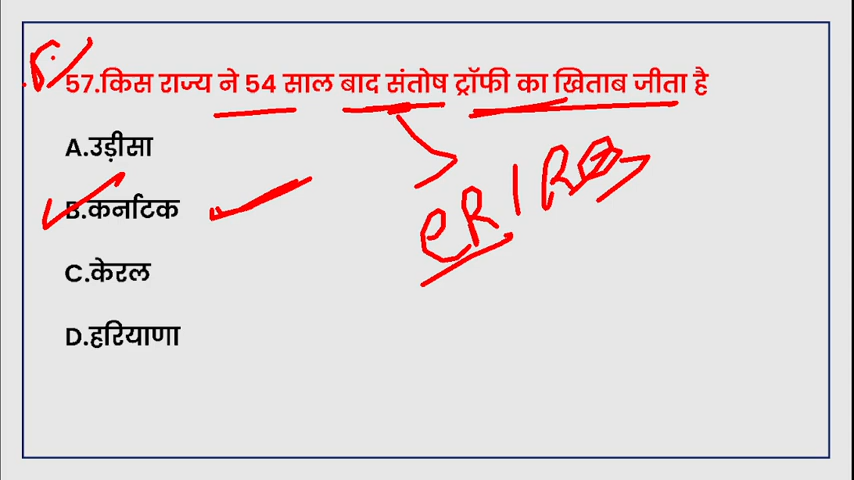 57.किस राज्य ने 54 साल बाद संतोष ट्रॉफी का खिताब जीता है
A.उड़ीसा
B.कर्नाटक
C.केरल
D.हरियाणा